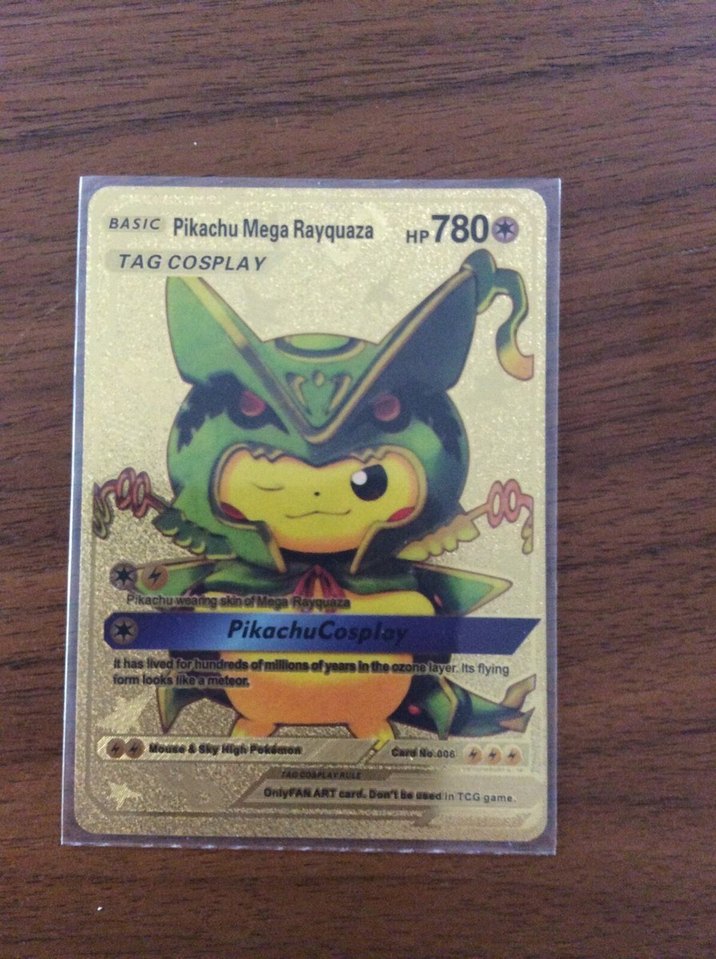 BASIC Pikachu Mega Rayquaza HP 780
TAG COSPLAY
Pikachu wearing skin of Mega Rayquaza
PikachuCosplay
It has lived for hundreds of millions of years in the ozone layer. Its flying
form looks like a meteor.
Mouse & Sky High Pokémon Card No.006
TAG COSPLAY RULE
OnlyFAN ART card. Don't be used in TCG game.